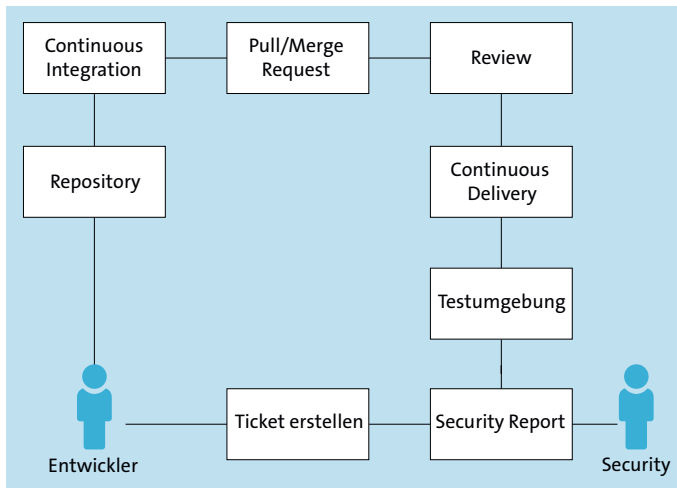 Continuous
Integration
Pull/Merge
Request
Review
Repository
Continuous
Delivery
Testumgebung
Ticket erstellen
Security Report
Entwickler
Security